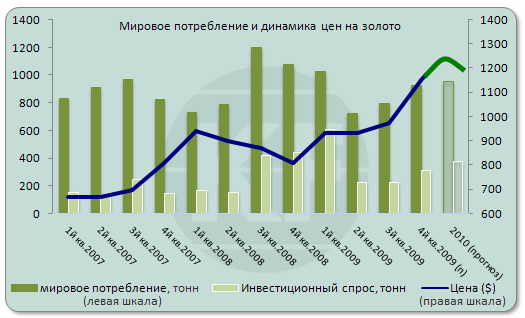 Мировое потребление и динамика цен на золото
1400
1200
1000
800
600
400
200
0
1400
1300
1200
1100
1000
900
800
700
600
1й кв.2007
2й кв.2007
3й кв.2007
4й кв.2007
1й кв.2008
2й кв.2008
3й кв.2008
4й кв.2008
1й кв.2009
2й кв.2009
3й кв.2009
4й кв.2009 (п)
2010 (прогноз)
мировое потребление, тонн
(левая шкала)
Инвестиционный спрос, тонн
Цена ($)
(правая шкала)